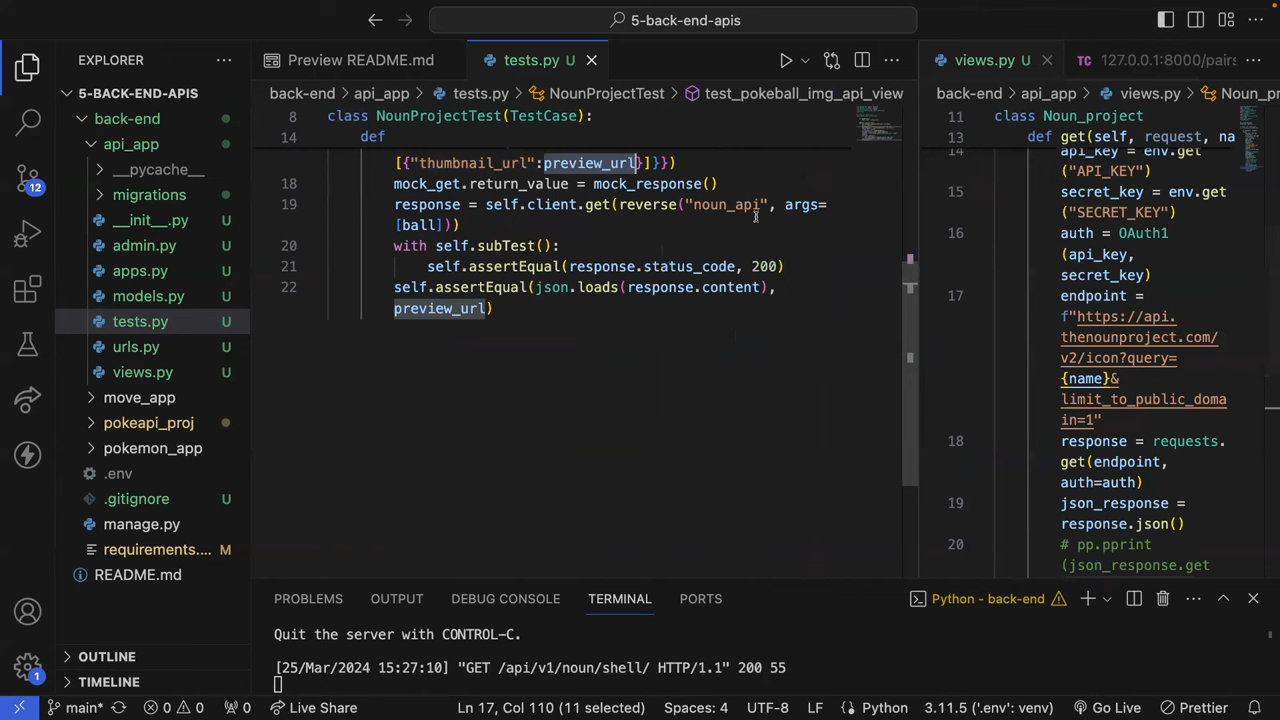 5-back-end-apis
EXPLORER
Preview README.md
tests.py U
views.py U
127.0.0.1:8000/pairs
5-BACK-END-APIS
back-end > api_app > tests.py > NounProjectTest > test_pokeball_img_api_view
back-end > api_app > views.py > Noun_pro
back-end
api_app
__pycache__
migrations
__init__.py U
admin.py U
apps.py U
models.py U
tests.py U
urls.py U
views.py U
move_app
pokeapi_proj
pokemon_app
.env
.gitignore U
manage.py
requirements.... M
README.md
OUTLINE
TIMELINE
12
1
8 class NounProjectTest(TestCase):
14 def
[{"thumbnail_url":preview_url}]}})
18 mock_get.return_value = mock_response()
19 response = self.client.get(reverse("noun_api", args=
[ball]))
20 with self.subTest():
21 self.assertEqual(response.status_code, 200)
22 self.assertEqual(json.loads(response.content),
preview_url)
11 class Noun_project
13 def get(self, request, na
14 api_key = env.get
("API_KEY")
15 secret_key = env.get
("SECRET_KEY")
16 auth = OAuth1
(api_key,
secret_key)
17 endpoint =
f"https://api.
thenounproject.com/
v2/icon?query=
{name}&
limit_to_public_doma
in=1"
18 response = requests.
get(endpoint,
auth=auth)
19 json_response =
response.json()
20 # pp.pprint
(json_response.get
PROBLEMS OUTPUT DEBUG CONSOLE TERMINAL PORTS
Python - back-end
Quit the server with CONTROL-C.
[25/Mar/2024 15:27:10] "GET /api/v1/noun/shell/ HTTP/1.1" 200 55
main* 0 0 0 Live Share Ln 17, Col 110 (11 selected) Spaces: 4 UTF-8 LF Python 3.11.5 ('.env': venv) Go Live Prettier